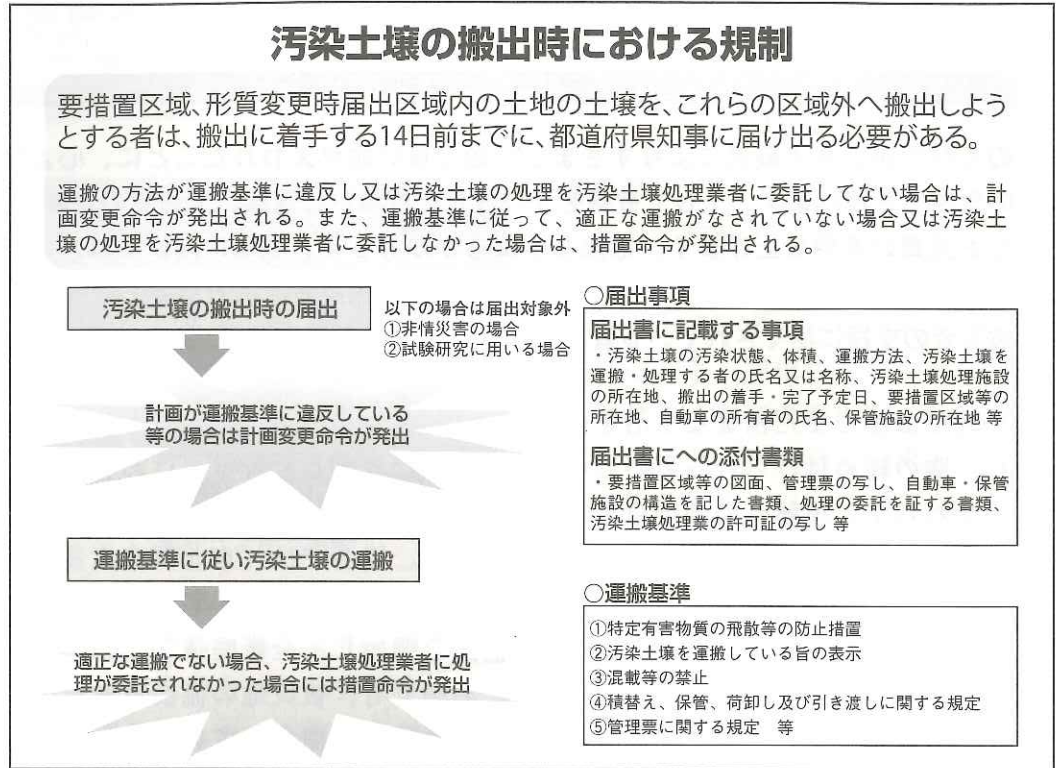 汚染土壌の搬出時における規制
要措置区域、形質変更時届出区域内の土地の土壌を、これらの区域外へ搬出しよう
とする者は、搬出に着手する14日前までに、都道府県知事に届け出る必要がある。
運搬の方法が運搬基準に違反し又は汚染土壌の処理を汚染土壌処理業者に委託してない場合は、計
画変更命令が発出される。また、運搬基準に従って、適正な運搬がなされていない場合又は汚染土
壌の処理を汚染土壌処理業者に委託しなかった場合は、措置命令が発出される。
汚染土壌の搬出時の届出
以下の場合は届出対象外
①非情災害の場合
②試験研究に用いる場合
計画が運搬基準に違反している
等の場合は計画変更命令が発出
運搬基準に従い汚染土壌の運搬
適正な運搬でない場合、汚染土壌処理業者に処
理が委託されなかった場合には措置命令が発出
○届出事項
届出書に記載する事項
・汚染土壌の汚染状態、体積、運搬方法、汚染土壌を
運搬・処理する者の氏名又は名称、汚染土壌処理施設
の所在地、搬出の着手・完了予定日、要措置区域等の
所在地、自動車の所有者の氏名、保管施設の所在地 等
届出書にへの添付書類
・要措置区域等の図面、管理票の写し、自動車・保管
施設の構造を記した書類、処理の委託を証する書類、
汚染土壌処理業の許可証の写し 等
○運搬基準
①特定有害物質の飛散等の防止措置
②汚染土壌を運搬している旨の表示
③混載等の禁止
④積替え、保管、荷卸し及び引き渡しに関する規定
⑤管理票に関する規定　等